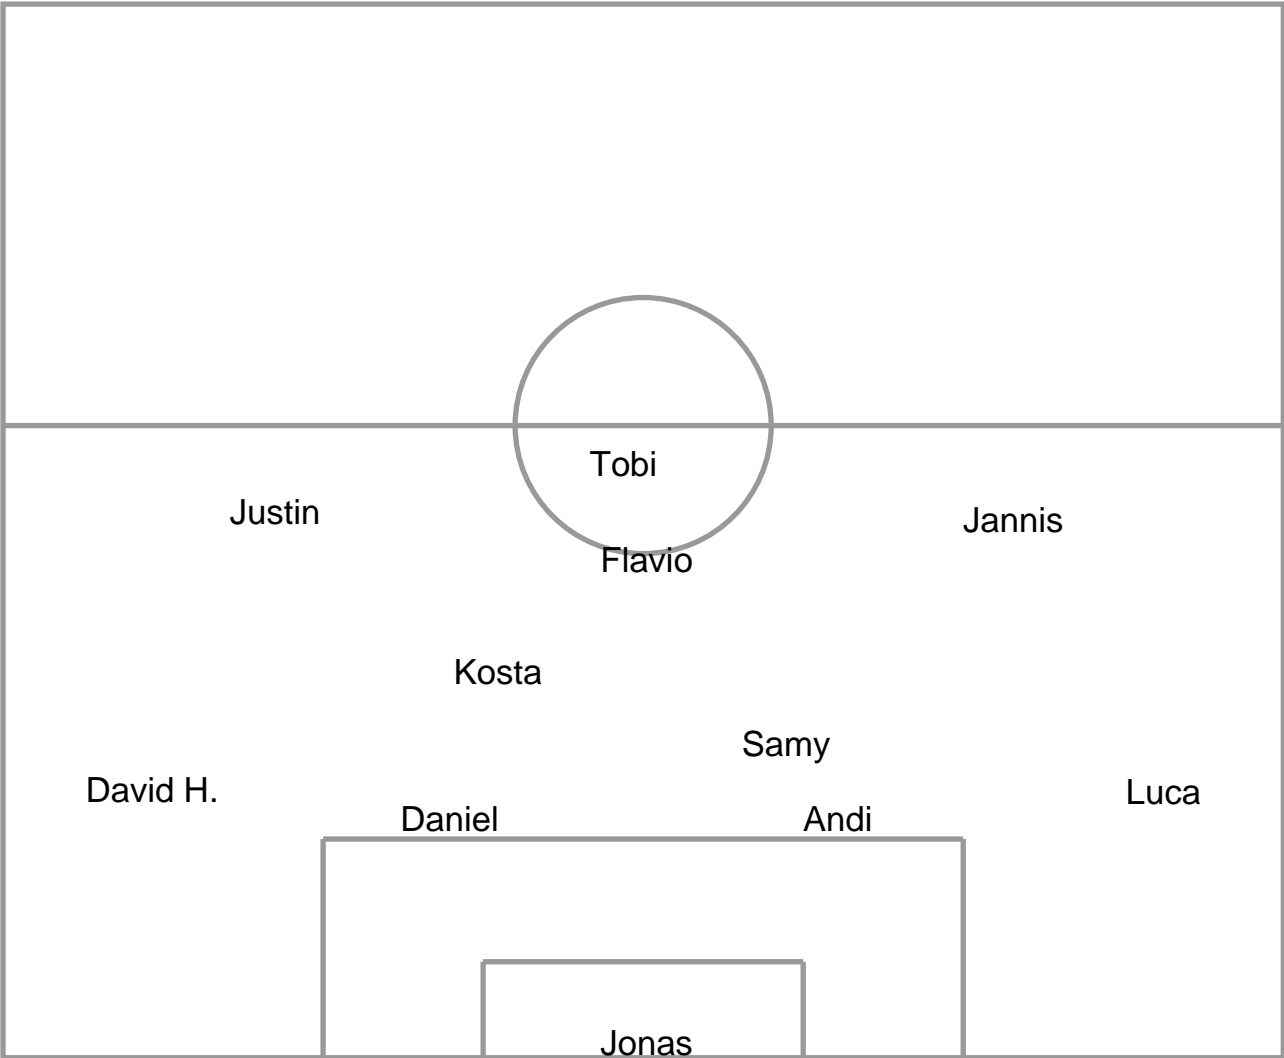 Tobi
Justin
Jannis
Flavio
Kosta
Samy
David H.
Luca
Daniel
Andi
Jonas